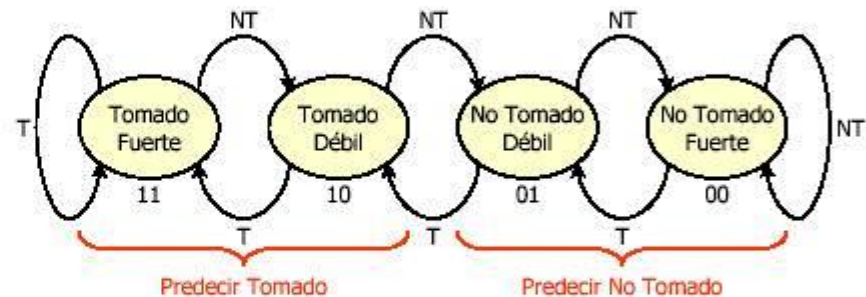 NT NT NT
T Tomado Fuerte Tomado Débil No Tomado Débil No Tomado Fuerte NT
11 10 01 00
T T T
Predecir Tomado Predecir No Tomado